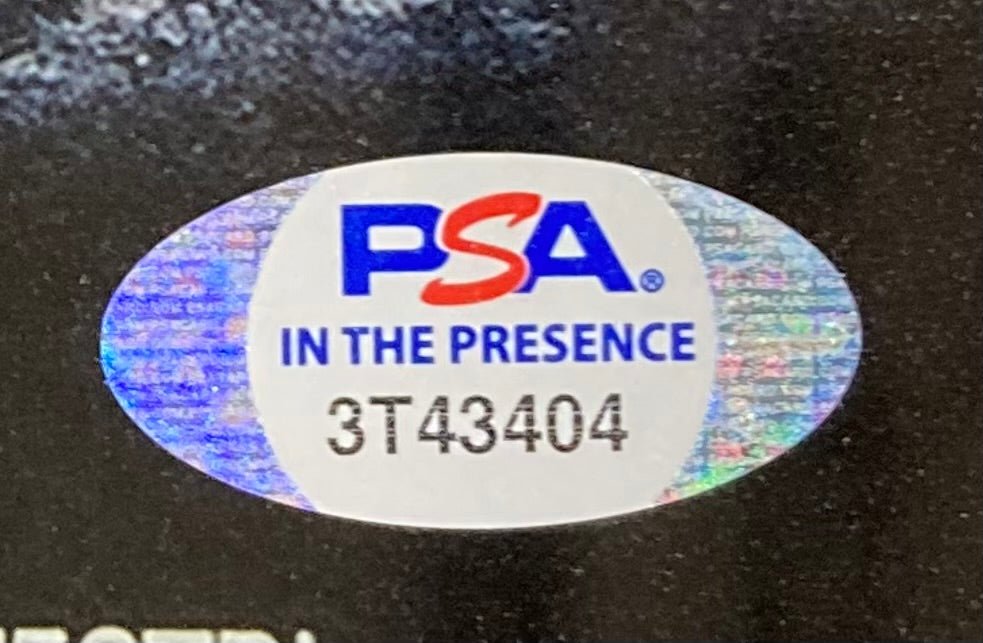 PSA®
IN THE PRESENCE
3T43404